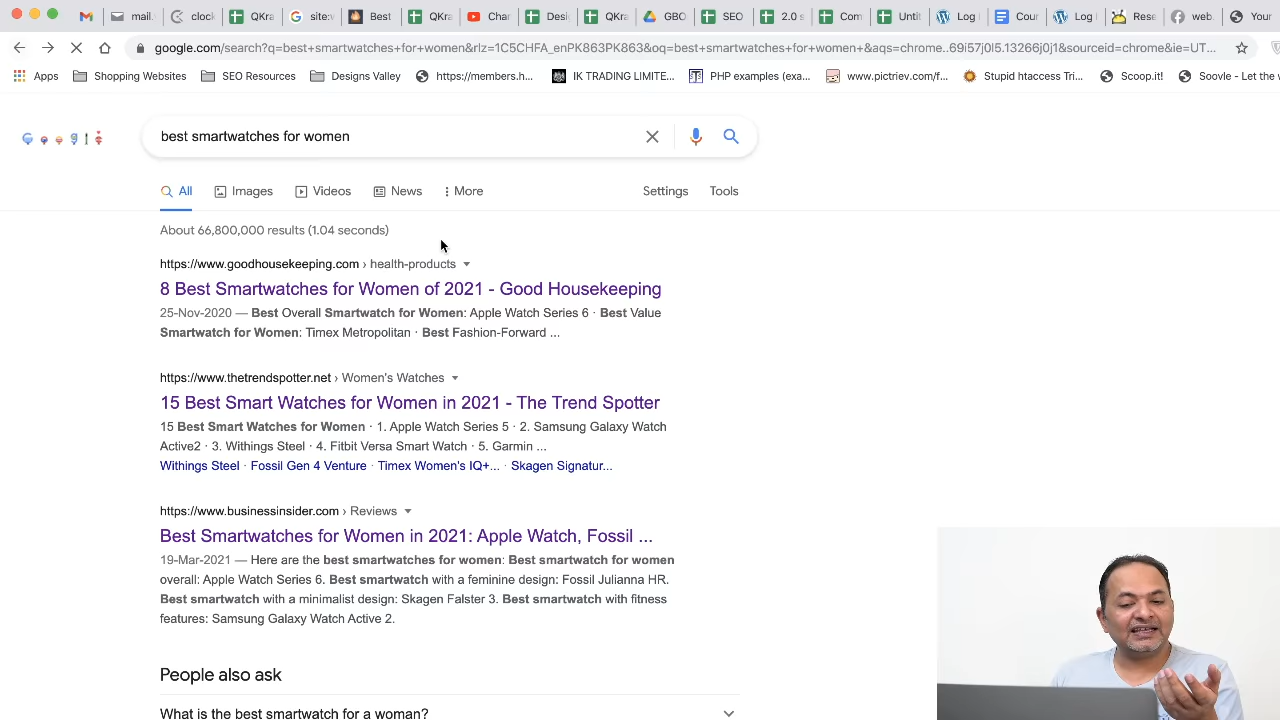 mail.
clock
QKra
site:v
Best
QKra
Char
Desig
QKra
GBO
SEO
2.0 s
Com
Untit
Log I
Cour
Log I
Rese
web.
Your
google.com/search?q=best+smartwatches+for+women&rlz=1C5CHFA_enPK863PK863&oq=best+smartwatches+for+women+&aqs=chrome..69i57j0l5.13266j0j1&sourceid=chrome&ie=UT...
Apps Shopping Websites SEO Resources Designs Valley https://members.h... IK TRADING LIMITE... PHP examples (exa... www.pictriev.com/f... Stupid htaccess Tri... Scoop.it! Soovle - Let the w
Google
best smartwatches for women
All Images Videos News More Settings Tools
About 66,800,000 results (1.04 seconds)
https://www.goodhousekeeping.com › health-products
8 Best Smartwatches for Women of 2021 - Good Housekeeping
25-Nov-2020 — Best Overall Smartwatch for Women: Apple Watch Series 6 · Best Value
Smartwatch for Women: Timex Metropolitan · Best Fashion-Forward ...
https://www.thetrendspotter.net › Women's Watches
15 Best Smart Watches for Women in 2021 - The Trend Spotter
15 Best Smart Watches for Women · 1. Apple Watch Series 5 · 2. Samsung Galaxy Watch
Active2 · 3. Withings Steel · 4. Fitbit Versa Smart Watch · 5. Garmin ...
Withings Steel · Fossil Gen 4 Venture · Timex Women's IQ+... · Skagen Signatur...
https://www.businessinsider.com › Reviews
Best Smartwatches for Women in 2021: Apple Watch, Fossil ...
19-Mar-2021 — Here are the best smartwatches for women: Best smartwatch for women
overall: Apple Watch Series 6. Best smartwatch with a feminine design: Fossil Julianna HR.
Best smartwatch with a minimalist design: Skagen Falster 3. Best smartwatch with fitness
features: Samsung Galaxy Watch Active 2.
People also ask
What is the best smartwatch for a woman?